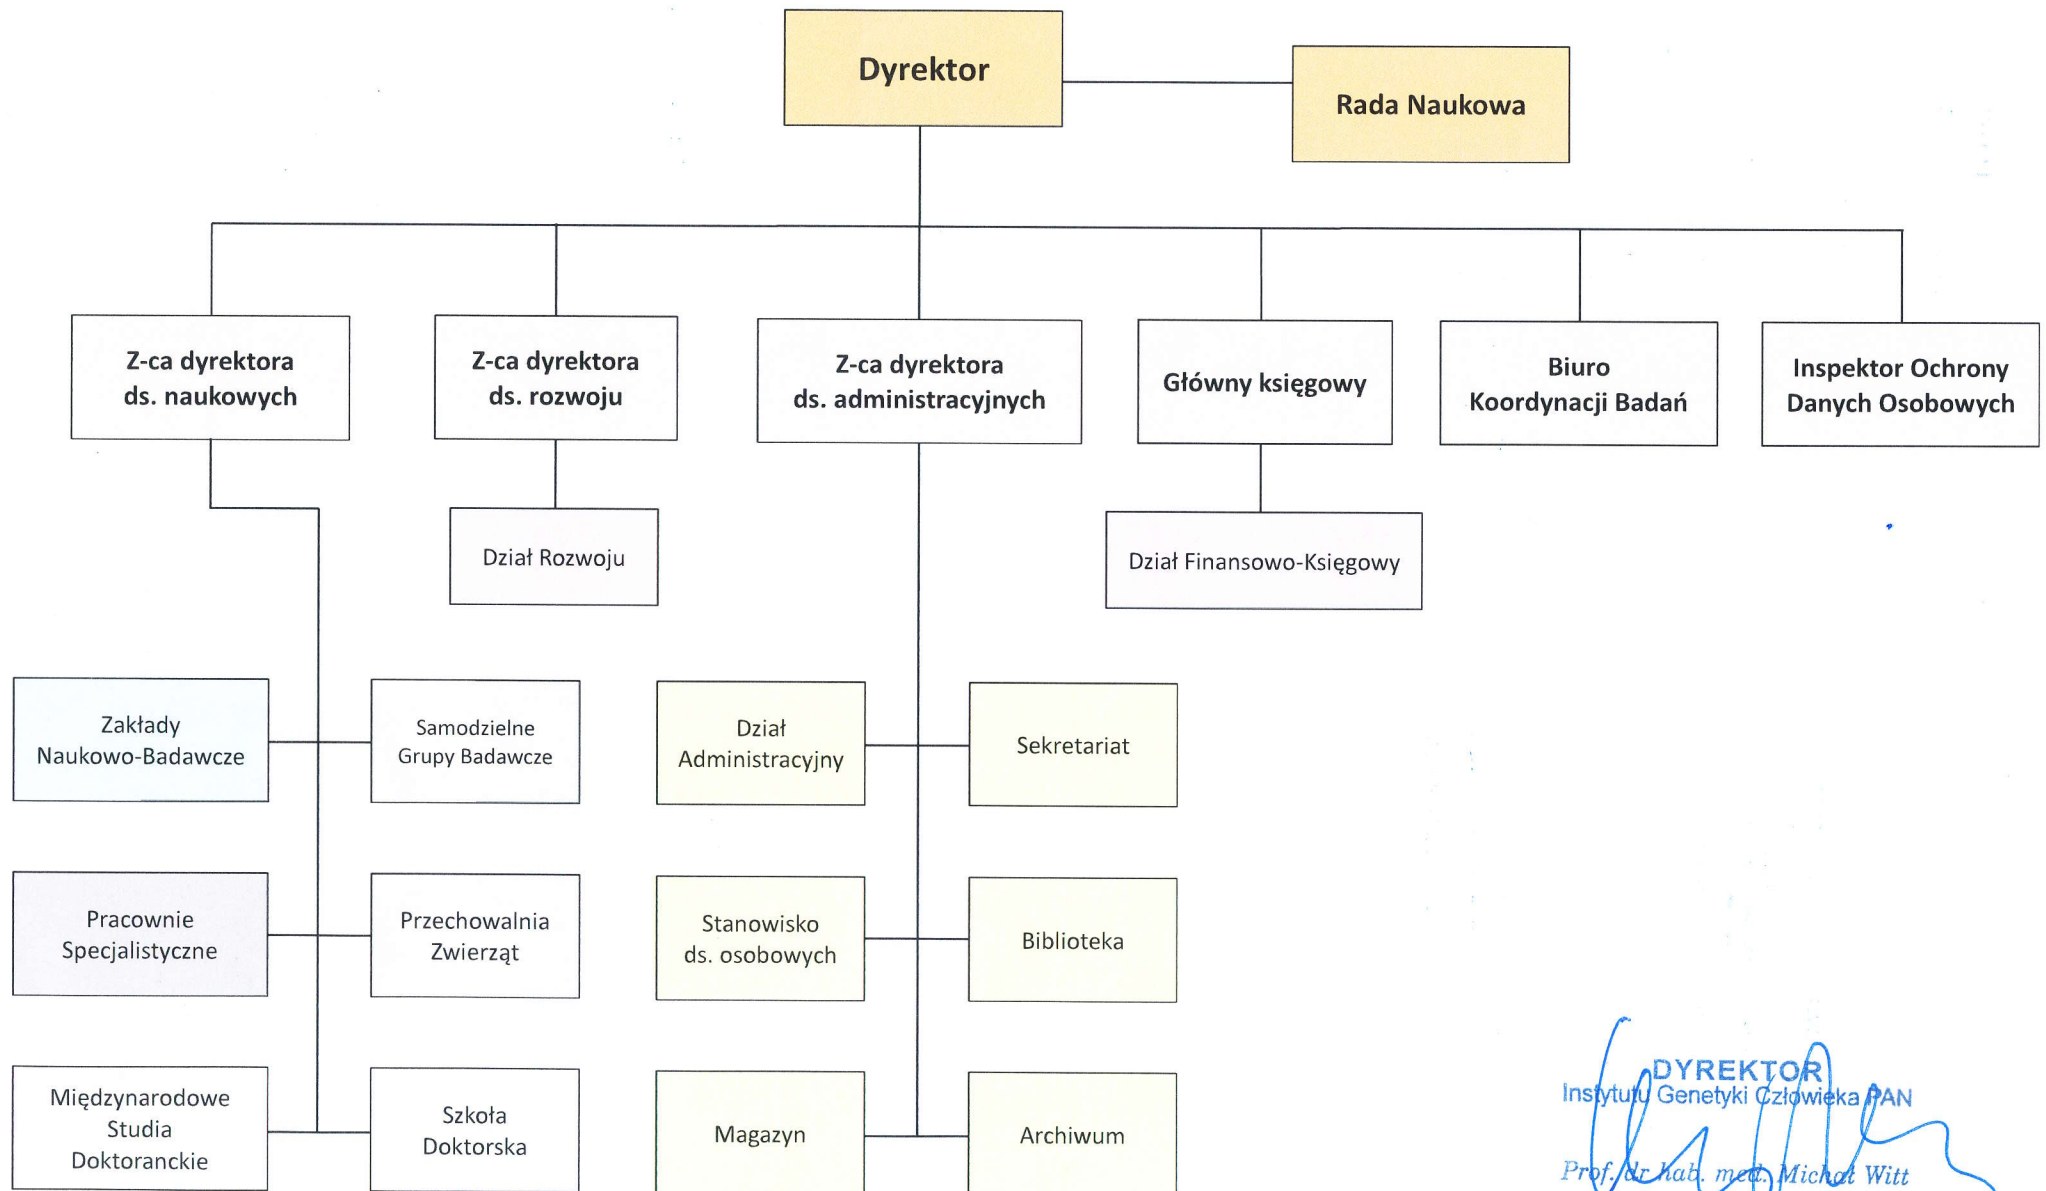 Dyrektor
Rada Naukowa
Z-ca dyrektora
ds. naukowych
Z-ca dyrektora
ds. rozwoju
Z-ca dyrektora
ds. administracyjnych
Główny księgowy
Biuro
Koordynacji Badań
Inspektor Ochrony
Danych Osobowych
Dział Rozwoju
Dział Finansowo-Księgowy
Zakłady
Naukowo-Badawcze
Samodzielne
Grupy Badawcze
Dział
Administracyjny
Sekretariat
Pracownie
Specjalistyczne
Przechowalnia
Zwierząt
Stanowisko
ds. osobowych
Biblioteka
Międzynarodowe
Studia
Doktoranckie
Szkoła
Doktorska
Magazyn
Archiwum
DYREKTOR
Instytutu Genetyki Człowieka PAN
Prof. dr hab. med. Michał Witt